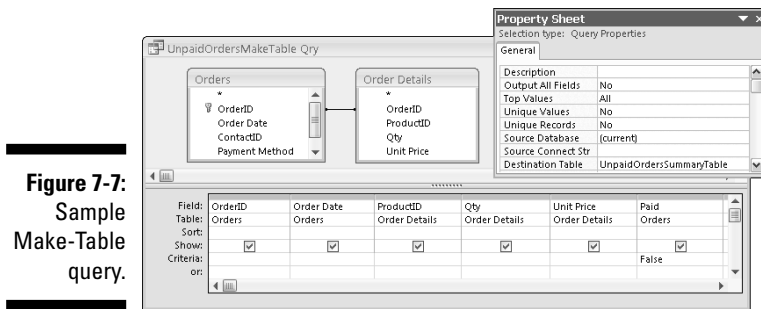 Property Sheet
Selection type: Query Properties
General
Description
Output All Fields No
Top Values All
Unique Values No
Unique Records No
Source Database (current)
Source Connect Str
Destination Table UnpaidOrdersSummaryTable
UnpaidOrdersMakeTable Qry
Orders
*
OrderID
Order Date
ContactID
Payment Method
Order Details
*
OrderID
ProductID
Qty
Unit Price
Field: OrderID Order Date ProductID Qty Unit Price Paid
Table: Orders Orders Order Details Order Details Order Details Orders
Sort:
Show:
Criteria: False
or:
Figure 7-7:
Sample
Make-Table
query.